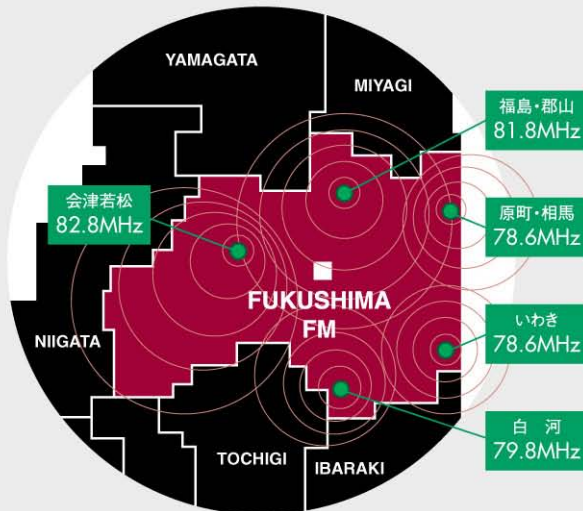 YAMAGATA
MIYAGI
福島・郡山
81.8MHz
会津若松
82.8MHz
原町・相馬
78.6MHz
FUKUSHIMA
FM
NIIGATA
いわき
78.6MHz
白　河
79.8MHz
TOCHIGI
IBARAKI